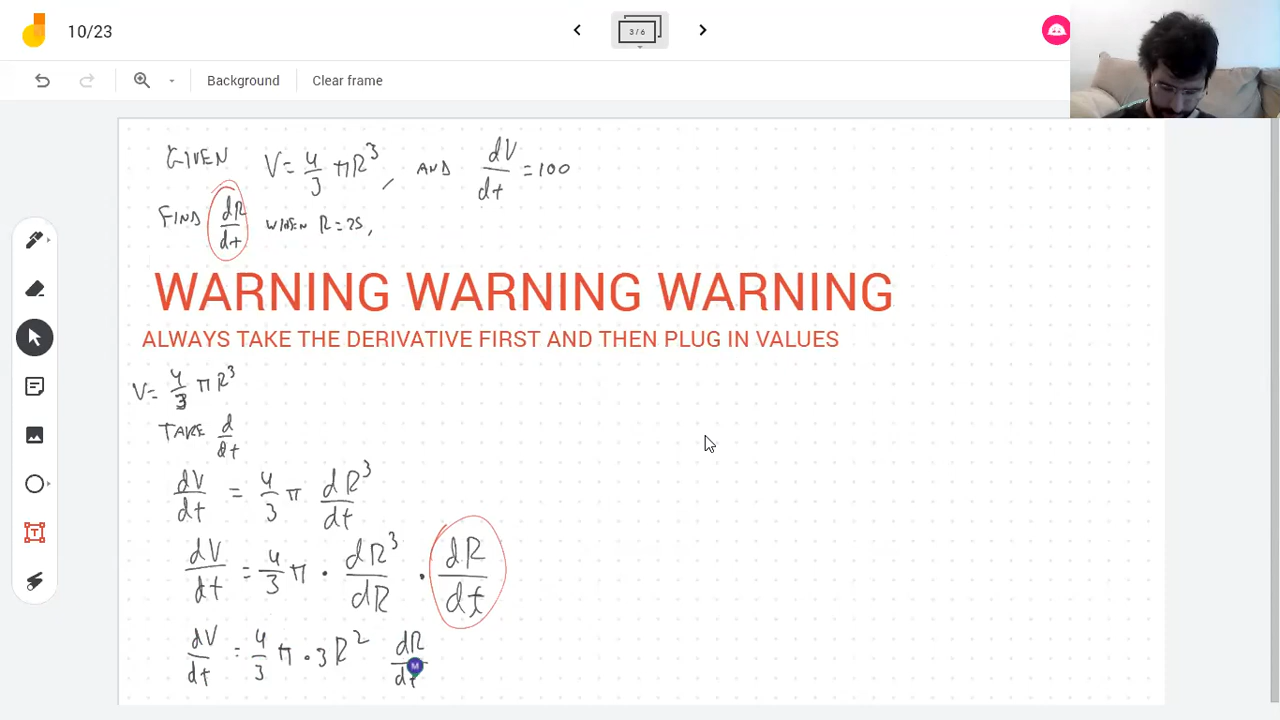 10/23
3 / 6
Background
Clear frame
GIVEN V = 4/3 πR³, AND dV/dt = 100
FIND dR/dt WHEN R = 25,
WARNING WARNING WARNING
ALWAYS TAKE THE DERIVATIVE FIRST AND THEN PLUG IN VALUES
V = 4/3 πR³
TAKE d/dt
dV/dt = 4/3 π dR³/dt
dV/dt = 4/3 π · dR³/dR · dR/dt
dV/dt = 4/3 π · 3R² dR/dt
M